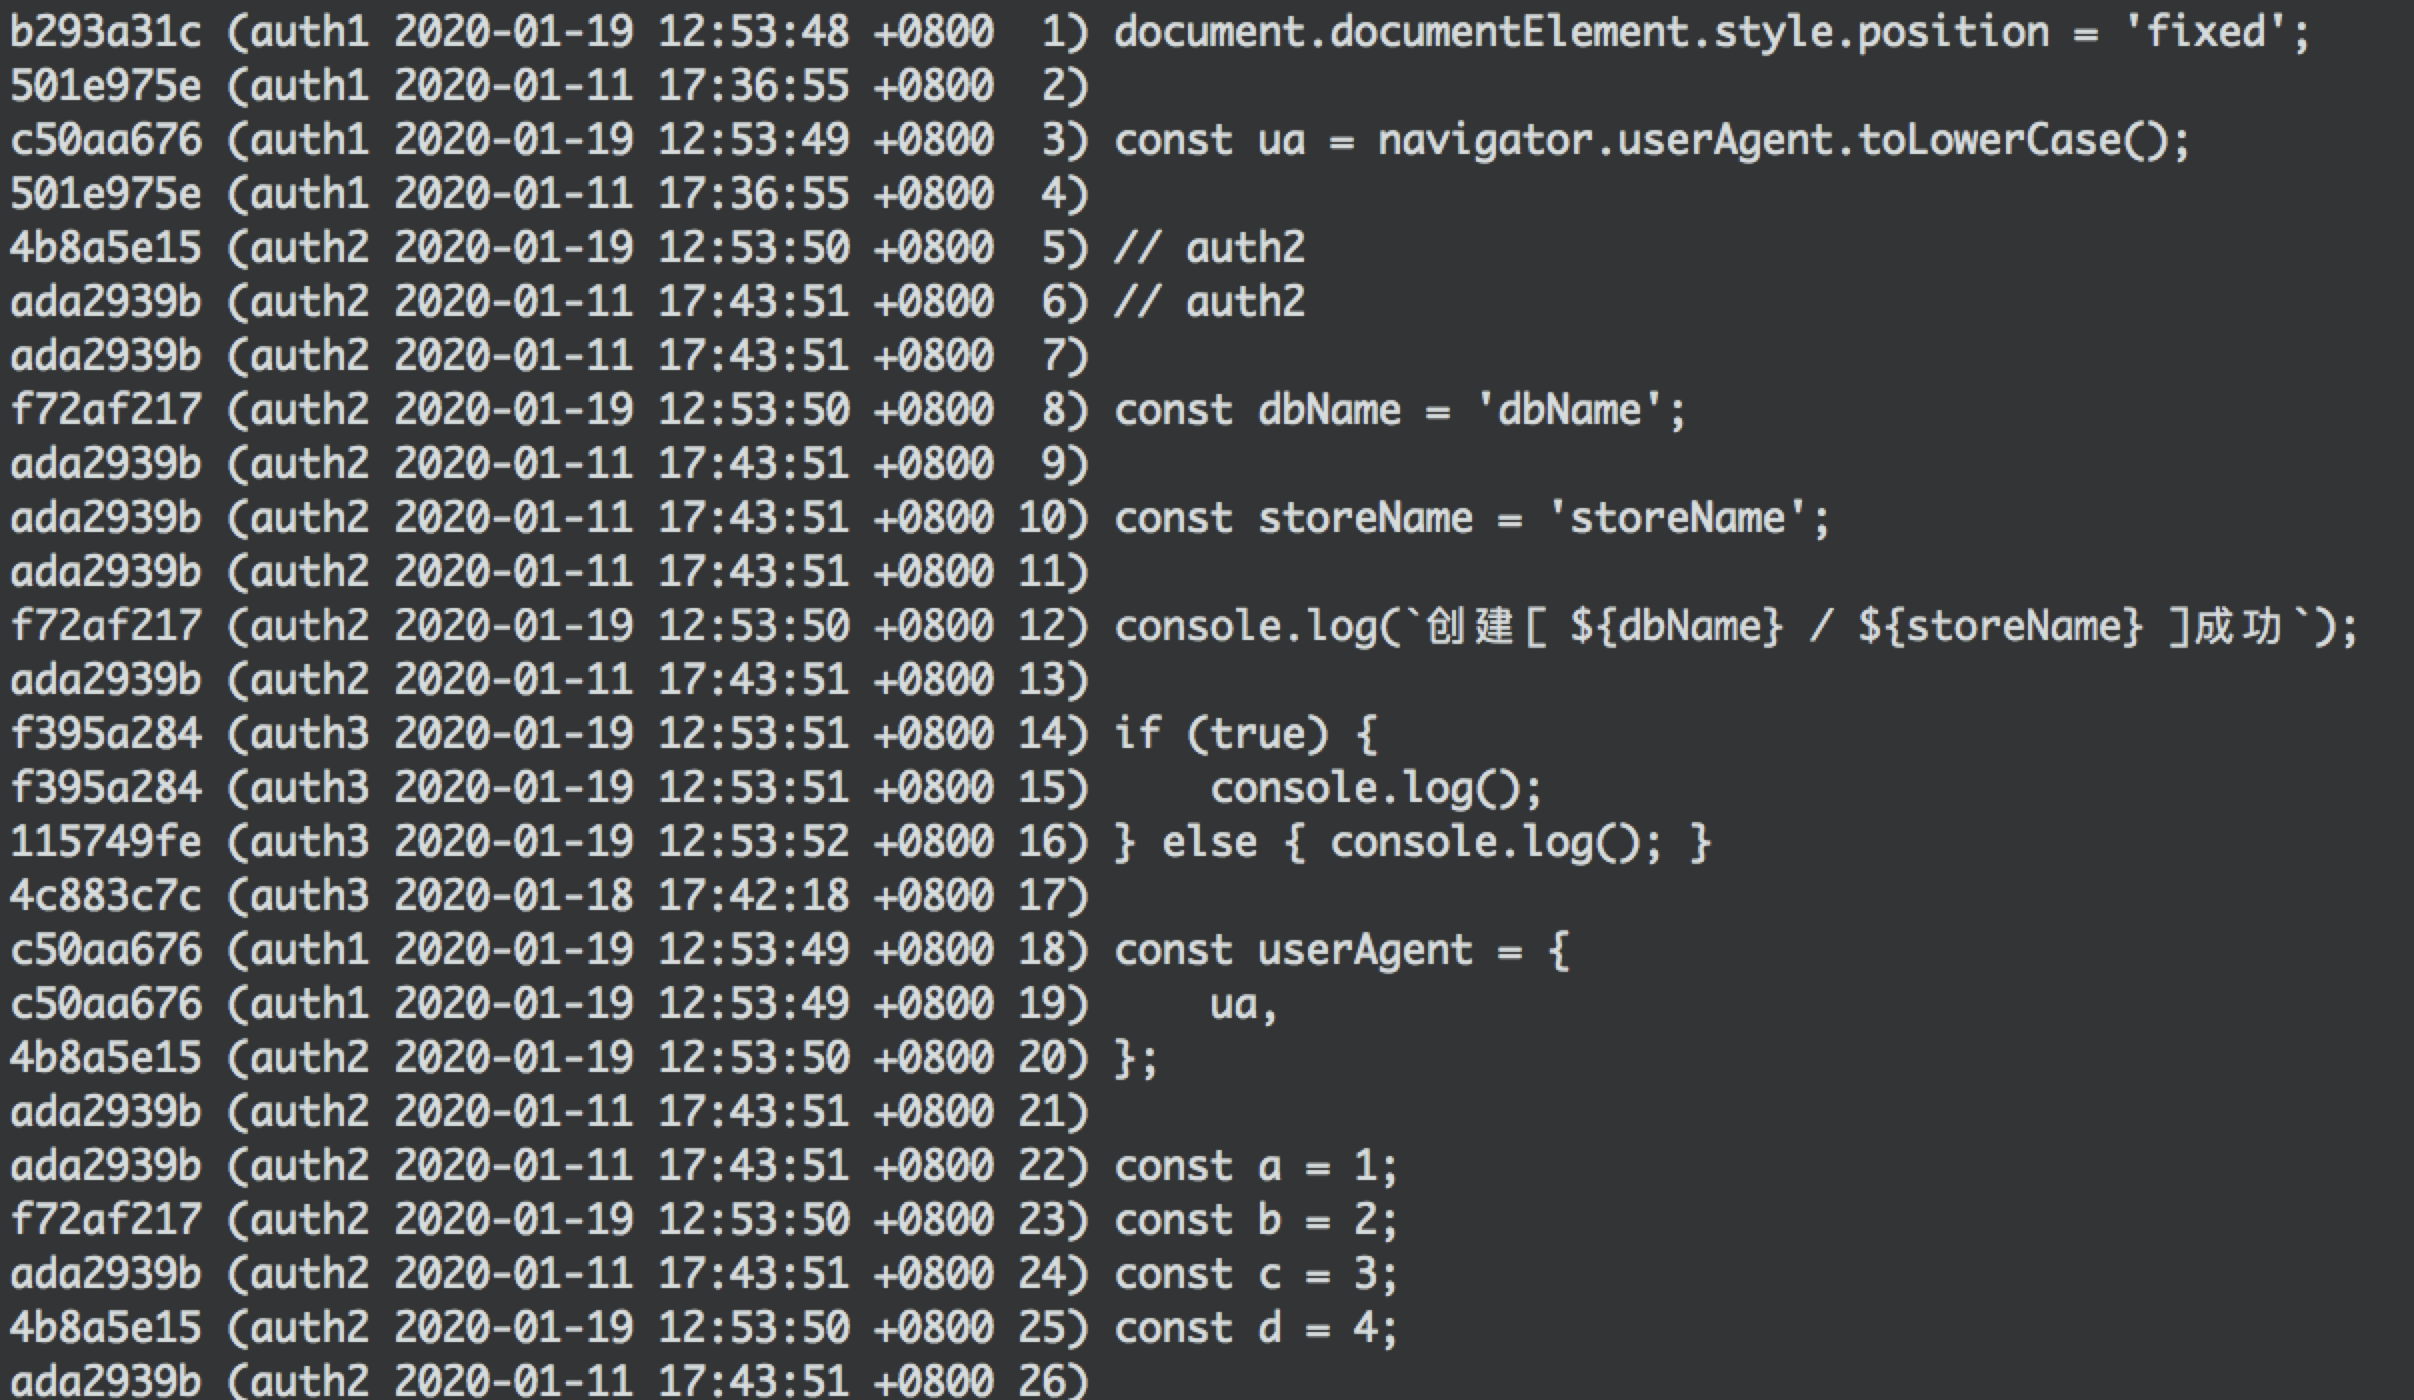 b293a31c (auth1 2020-01-19 12:53:48 +0800  1) document.documentElement.style.position = 'fixed';
501e975e (auth1 2020-01-11 17:36:55 +0800  2)
c50aa676 (auth1 2020-01-19 12:53:49 +0800  3) const ua = navigator.userAgent.toLowerCase();
501e975e (auth1 2020-01-11 17:36:55 +0800  4)
4b8a5e15 (auth2 2020-01-19 12:53:50 +0800  5) // auth2
ada2939b (auth2 2020-01-11 17:43:51 +0800  6) // auth2
ada2939b (auth2 2020-01-11 17:43:51 +0800  7)
f72af217 (auth2 2020-01-19 12:53:50 +0800  8) const dbName = 'dbName';
ada2939b (auth2 2020-01-11 17:43:51 +0800  9)
ada2939b (auth2 2020-01-11 17:43:51 +0800 10) const storeName = 'storeName';
ada2939b (auth2 2020-01-11 17:43:51 +0800 11)
f72af217 (auth2 2020-01-19 12:53:50 +0800 12) console.log(`创建[ ${dbName} / ${storeName} ]成功`);
ada2939b (auth2 2020-01-11 17:43:51 +0800 13)
f395a284 (auth3 2020-01-19 12:53:51 +0800 14) if (true) {
f395a284 (auth3 2020-01-19 12:53:51 +0800 15)     console.log();
115749fe (auth3 2020-01-19 12:53:52 +0800 16) } else { console.log(); }
4c883c7c (auth3 2020-01-18 17:42:18 +0800 17)
c50aa676 (auth1 2020-01-19 12:53:49 +0800 18) const userAgent = {
c50aa676 (auth1 2020-01-19 12:53:49 +0800 19)     ua,
4b8a5e15 (auth2 2020-01-19 12:53:50 +0800 20) };
ada2939b (auth2 2020-01-11 17:43:51 +0800 21)
ada2939b (auth2 2020-01-11 17:43:51 +0800 22) const a = 1;
f72af217 (auth2 2020-01-19 12:53:50 +0800 23) const b = 2;
ada2939b (auth2 2020-01-11 17:43:51 +0800 24) const c = 3;
4b8a5e15 (auth2 2020-01-19 12:53:50 +0800 25) const d = 4;
ada2939b (auth2 2020-01-11 17:43:51 +0800 26)